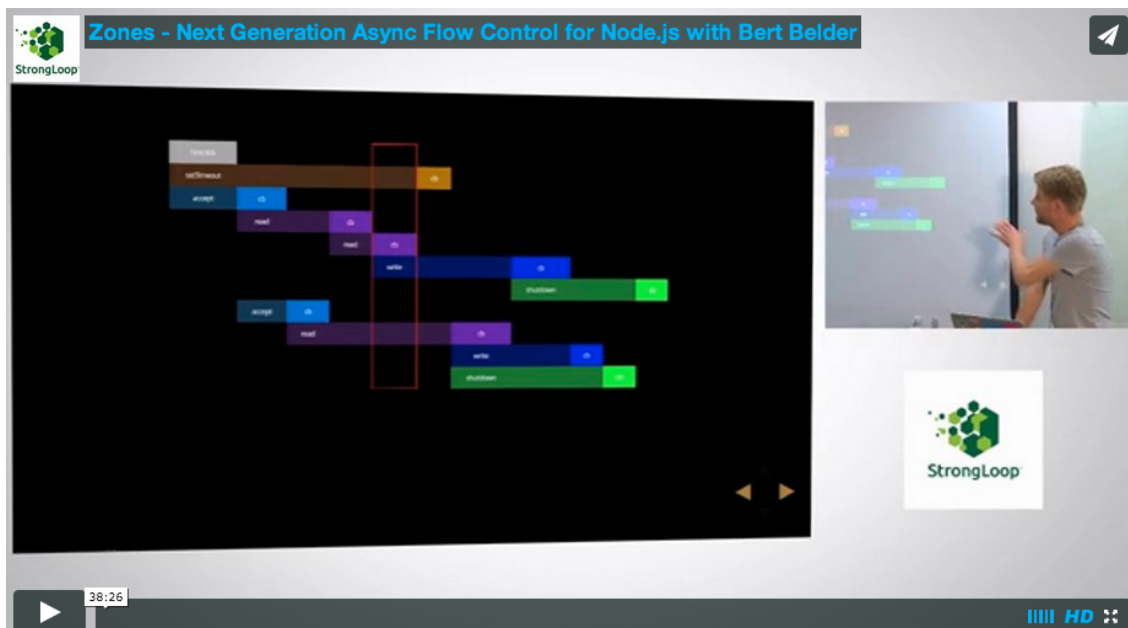 Zones - Next Generation Async Flow Control for Node.js with Bert Belder
StrongLoop
setTimeout
cb
accept
cb
read
cb
read
cb
write
cb
shutdown
cb
accept
cb
read
cb
write
cb
shutdown
cb
StrongLoop
38:26
HD